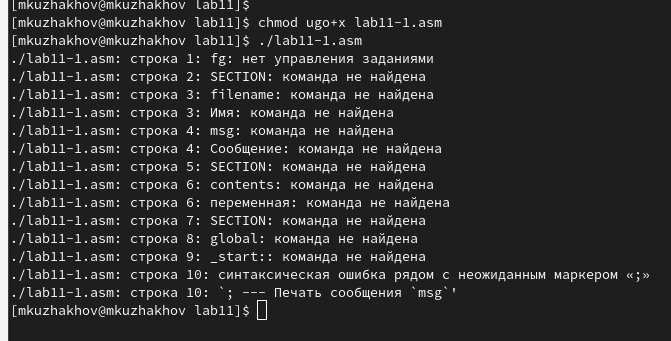 [mkuzhakhov@mkuzhakhov lab11]$
[mkuzhakhov@mkuzhakhov lab11]$ chmod ugo+x lab11-1.asm
[mkuzhakhov@mkuzhakhov lab11]$ ./lab11-1.asm
./lab11-1.asm: строка 1: fg: нет управления заданиями
./lab11-1.asm: строка 2: SECTION: команда не найдена
./lab11-1.asm: строка 3: filename: команда не найдена
./lab11-1.asm: строка 3: Имя: команда не найдена
./lab11-1.asm: строка 4: msg: команда не найдена
./lab11-1.asm: строка 4: Сообщение: команда не найдена
./lab11-1.asm: строка 5: SECTION: команда не найдена
./lab11-1.asm: строка 6: contents: команда не найдена
./lab11-1.asm: строка 6: переменная: команда не найдена
./lab11-1.asm: строка 7: SECTION: команда не найдена
./lab11-1.asm: строка 8: global: команда не найдена
./lab11-1.asm: строка 9: _start:: команда не найдена
./lab11-1.asm: строка 10: синтаксическая ошибка рядом с неожиданным маркером «;»
./lab11-1.asm: строка 10: `; --- Печать сообщения `msg`'
[mkuzhakhov@mkuzhakhov lab11]$